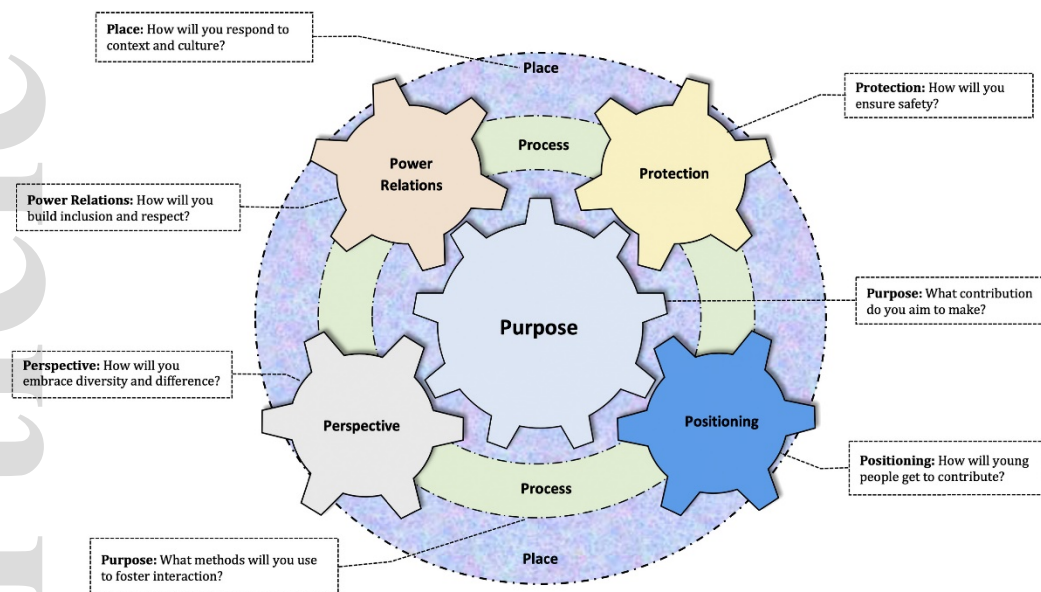 Place: How will you respond to
context and culture?
Place
Protection: How will you
ensure safety?
Process
Power
Relations
Protection
Power Relations: How will you
build inclusion and respect?
Purpose: What contribution
do you aim to make?
Purpose
Perspective: How will you
embrace diversity and difference?
Perspective
Positioning
Positioning: How will young
people get to contribute?
Process
Purpose: What methods will you use
to foster interaction?
Place